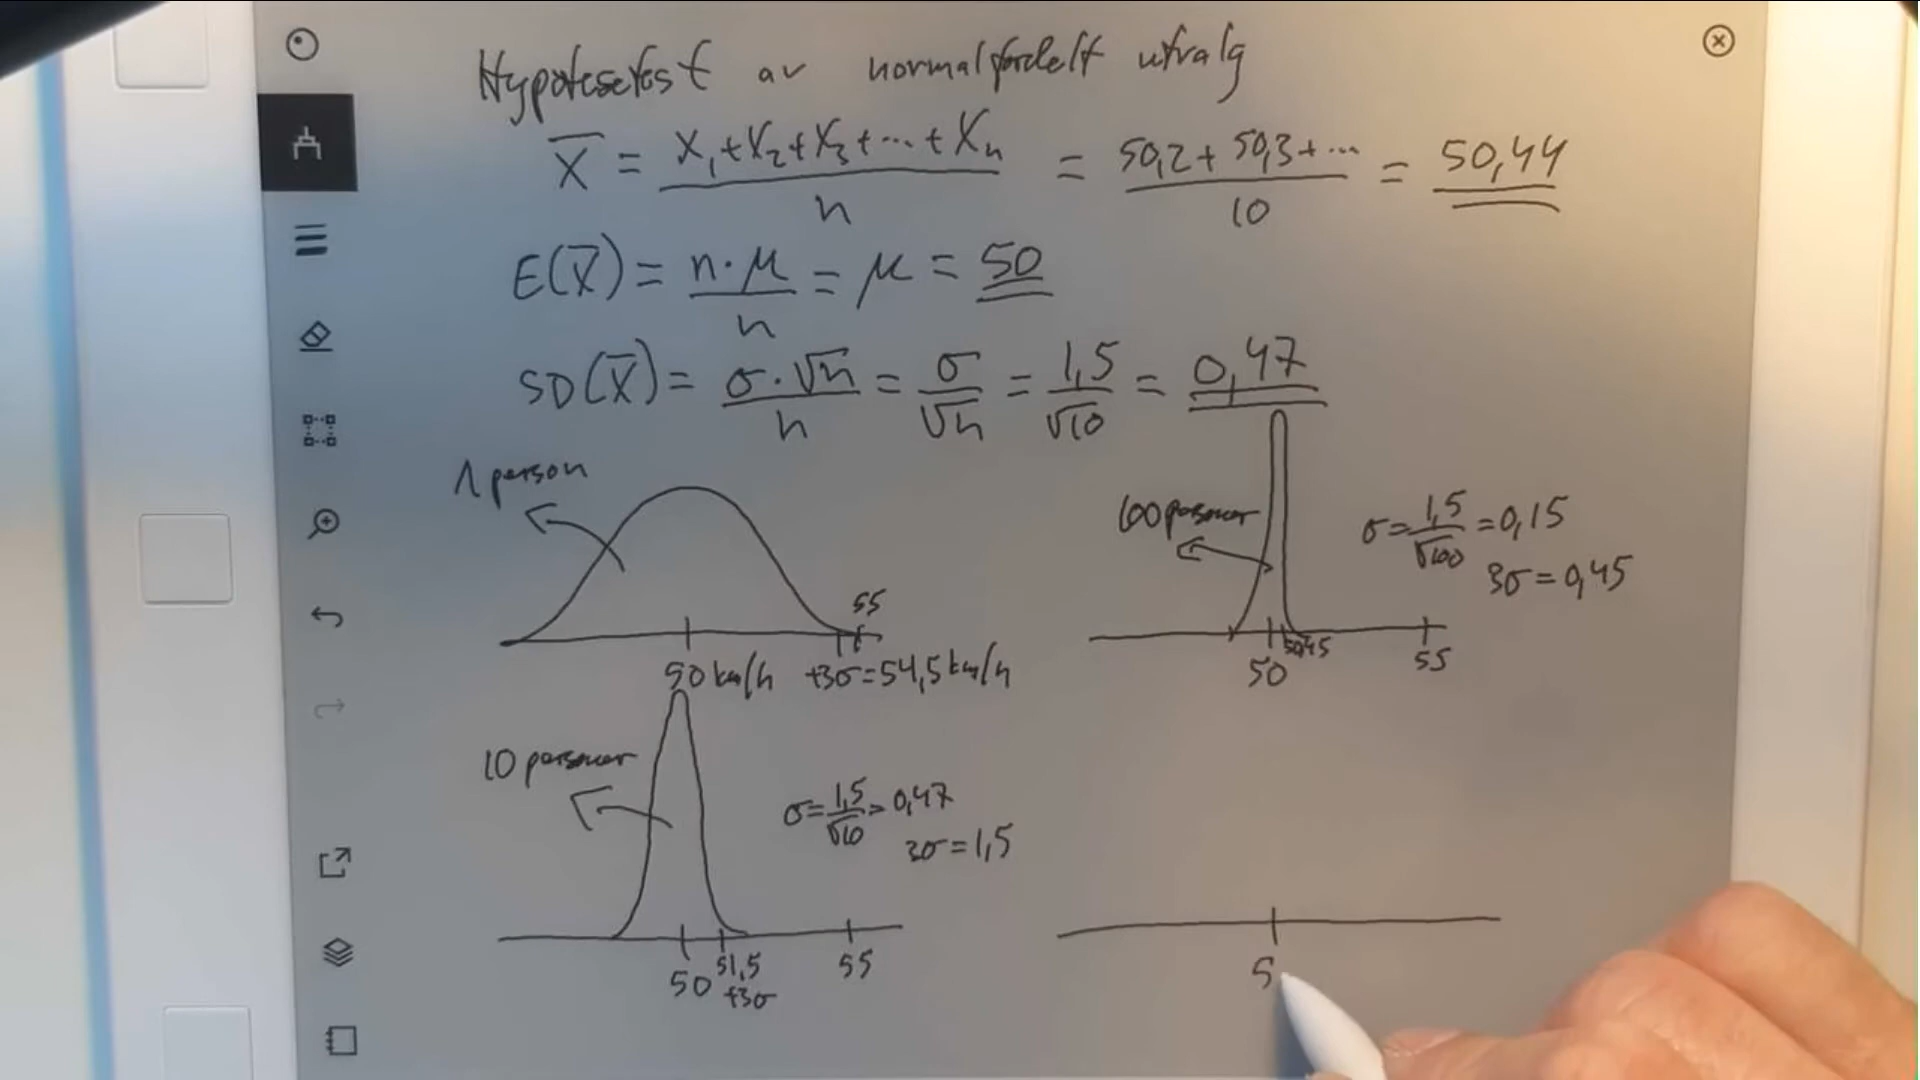 Hypotesetest av normalfordelt utvalg
X̄ = (X₁+X₂+X₃+...+Xₙ)/n = (50,2+50,3+...)/10 = 50,44
E(X̄) = (n·μ)/n = μ = 50
SD(X̄) = (σ·√n)/n = σ/√n = 1,5/√10 = 0,47
1 person
55
50 km/h +3σ=54,5 km/h
100 personer
σ = 1,5/√100 = 0,15
3σ = 0,45
50 50,45 55
10 personer
σ = 1,5/√10 = 0,47
3σ = 1,5
50 51,5 55
+3σ
5